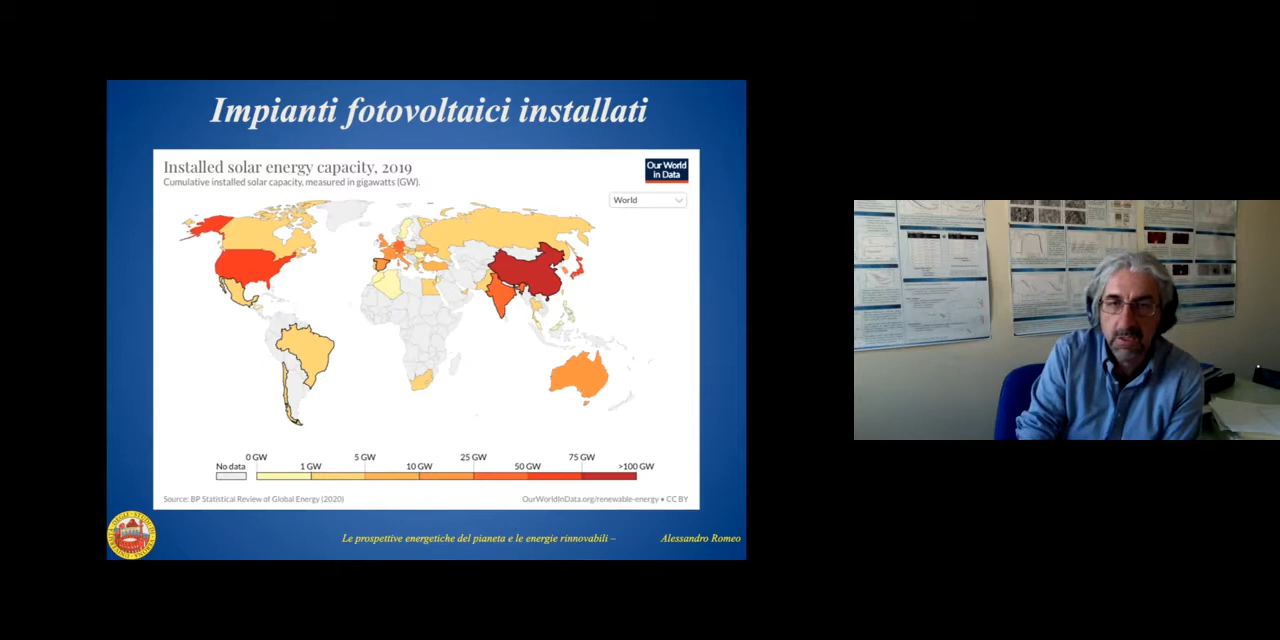 Impianti fotovoltaici installati
Installed solar energy capacity, 2019
Cumulative installed solar capacity, measured in gigawatts (GW).
Our World
in Data
World
No data
0 GW
1 GW
5 GW
10 GW
25 GW
50 GW
75 GW
>100 GW
Source: BP Statistical Review of Global Energy (2020)
OurWorldInData.org/renewable-energy • CC BY
Le prospettive energetiche del pianeta e le energie rinnovabili –
Alessandro Romeo